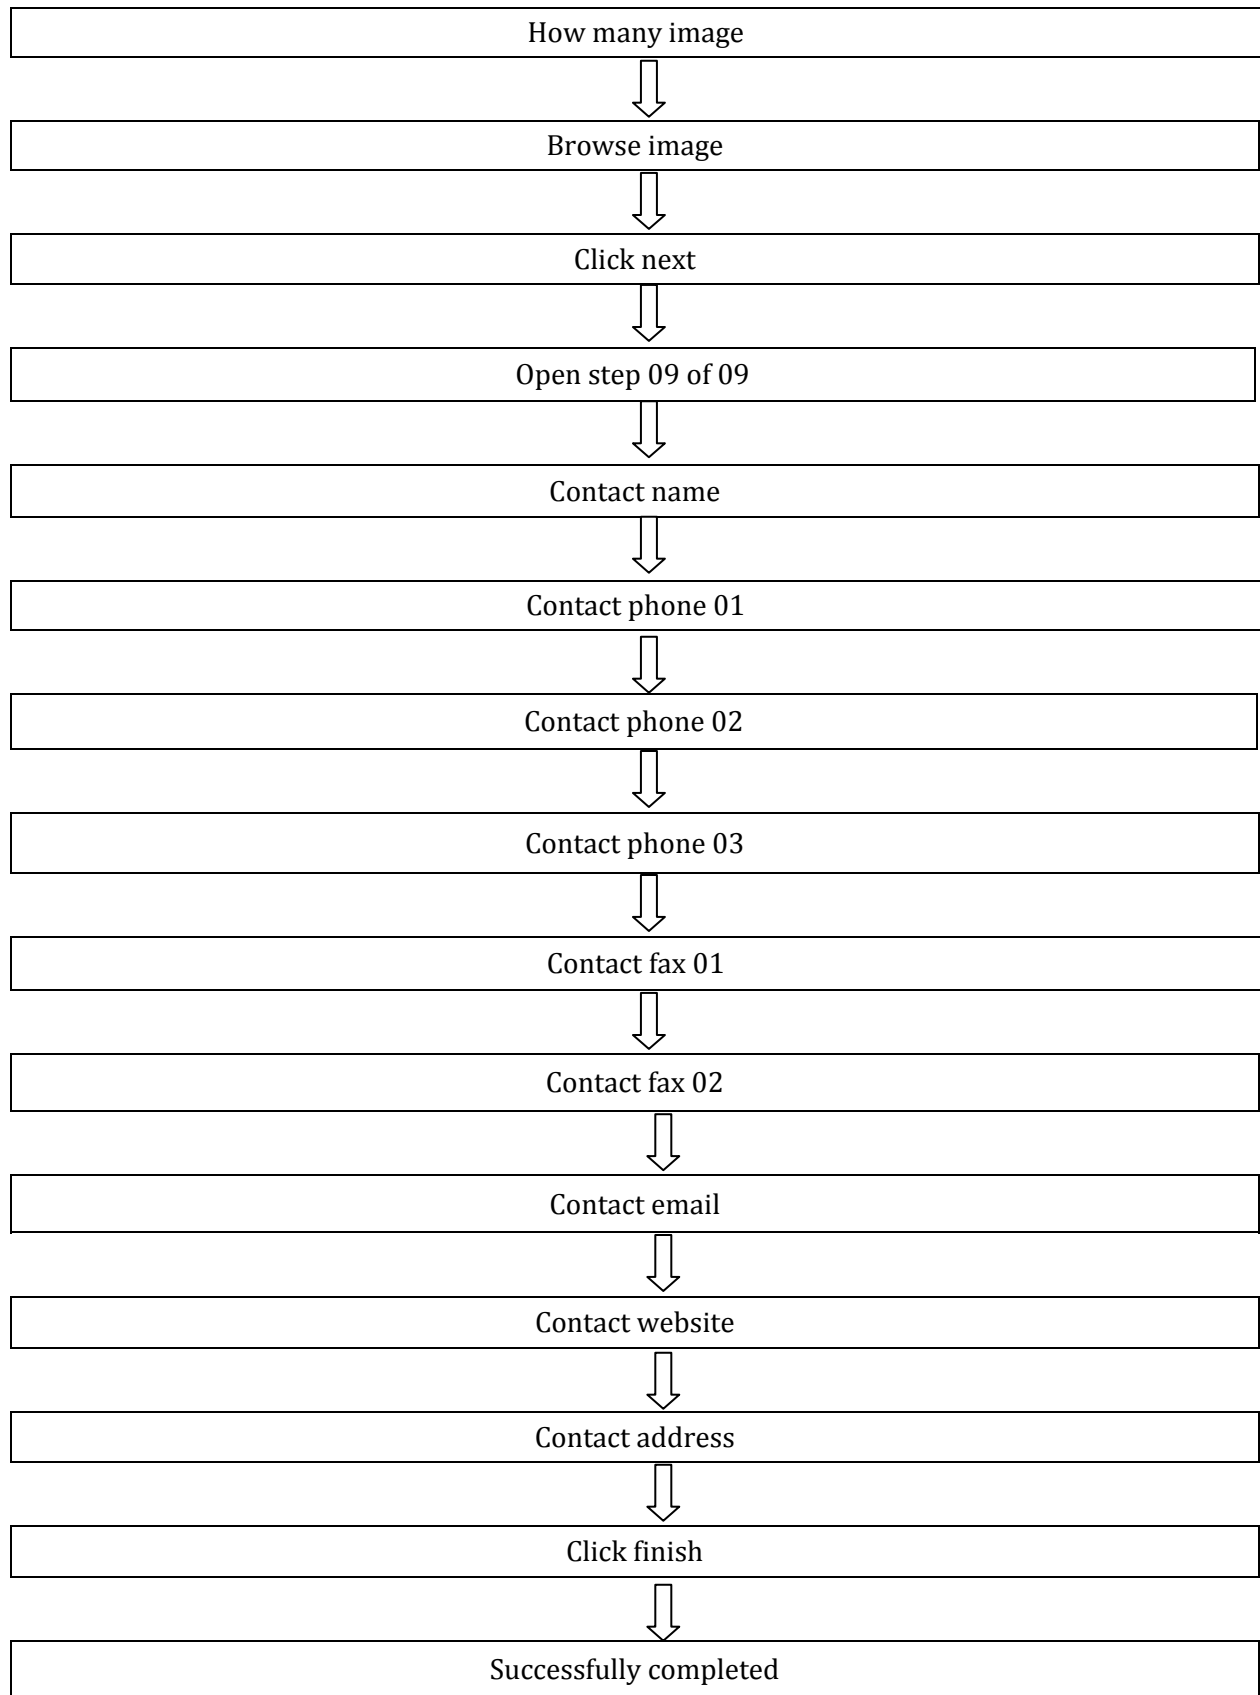 How many image
Browse image
Click next
Open step 09 of 09
Contact name
Contact phone 01
Contact phone 02
Contact phone 03
Contact fax 01
Contact fax 02
Contact email
Contact website
Contact address
Click finish
Successfully completed